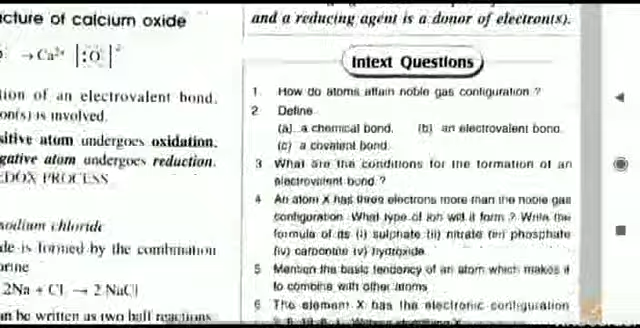 cture of calcium oxide
→ Ca²⁺ [:O:]²⁻
tion of an electrovalent bond.
on(s) is involved.
sitive atom undergoes oxidation.
gative atom undergoes reduction.
EDOX PROCESS
sodium chloride
de is formed by the combination
orine
2Na + Cl → 2 NaCl
an be written as two half reactions
and a reducing agent is a donor of electron(s).
Intext Questions
1. How do atoms attain noble gas configuration ?
2. Define
(a) a chemical bond. (b) an electrovalent bond.
(c) a covalent bond.
3 What are the conditions for the formation of an
electrovalent bond ?
4 An atom X has three electrons more than the noble gas
configuration. What type of ion will it form ? Write the
formula of its (i) sulphate (ii) nitrate (iii) phosphate
(iv) carbonate (v) hydroxide.
5 Mention the basic tendency of an atom which makes it
to combine with other atoms.
6 The element X has the electronic configuration